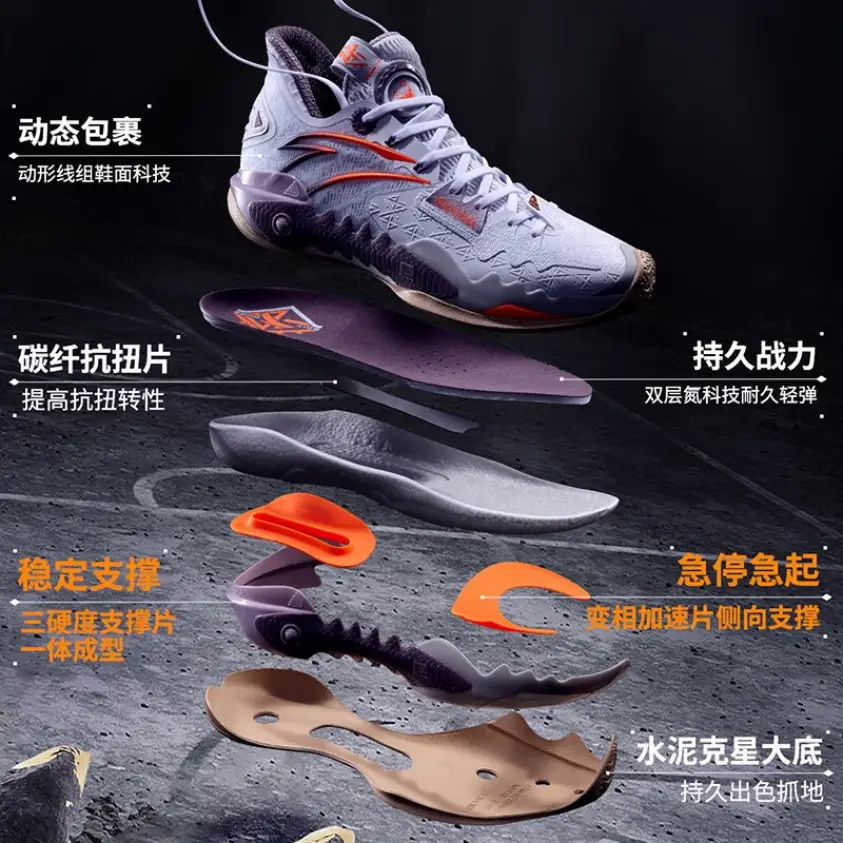 动态包裹
动形线组鞋面科技
碳纤抗扭片
提高抗扭转性
持久战力
双层氮科技耐久轻弹
稳定支撑
三硬度支撑片
一体成型
急停急起
变相加速片侧向支撑
水泥克星大底
持久出色抓地